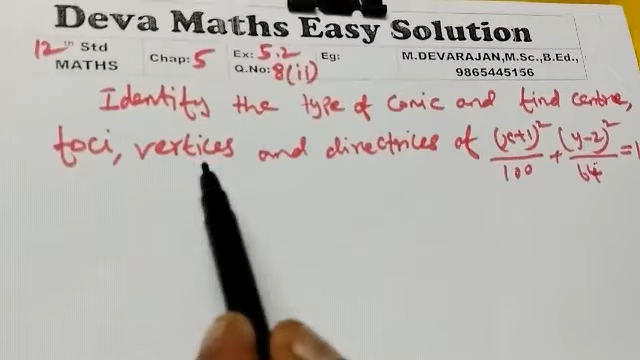 Deva Maths Easy Solution
12th Std MATHS Chap: 5 Ex: 5.2 Q.No: 8(ii) Eg: M.DEVARAJAN,M.Sc.,B.Ed., 9865445156
Identify the type of conic and find centre,
foci, vertices and directrices of (x+1)²/100 + (y-2)²/64 = 1